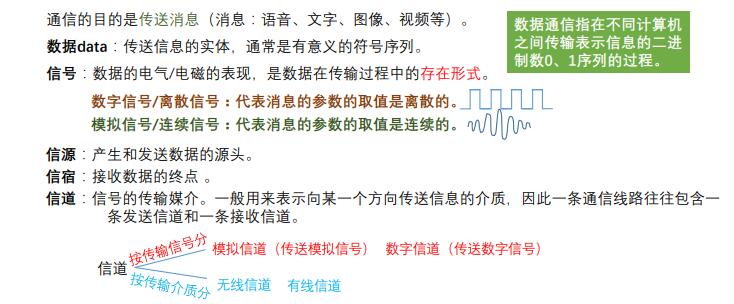 通信的目的是传送消息（消息：语音、文字、图像、视频等）。
数据通信指在不同计算机
之间传输表示信息的二进
制数0、1序列的过程。
数据data：传送信息的实体，通常是有意义的符号序列。
信号：数据的电气/电磁的表现，是数据在传输过程中的存在形式。
数字信号/离散信号：代表消息的参数的取值是离散的。
模拟信号/连续信号：代表消息的参数的取值是连续的。
信源：产生和发送数据的源头。
信宿：接收数据的终点 。
信道：信号的传输媒介。一般用来表示向某一个方向传送信息的介质，因此一条通信线路往往包含一
条发送信道和一条接收信道。
信道
按传输信号分
模拟信道（传送模拟信号） 数字信道（传送数字信号）
按传输介质分
无线信道 有线信道